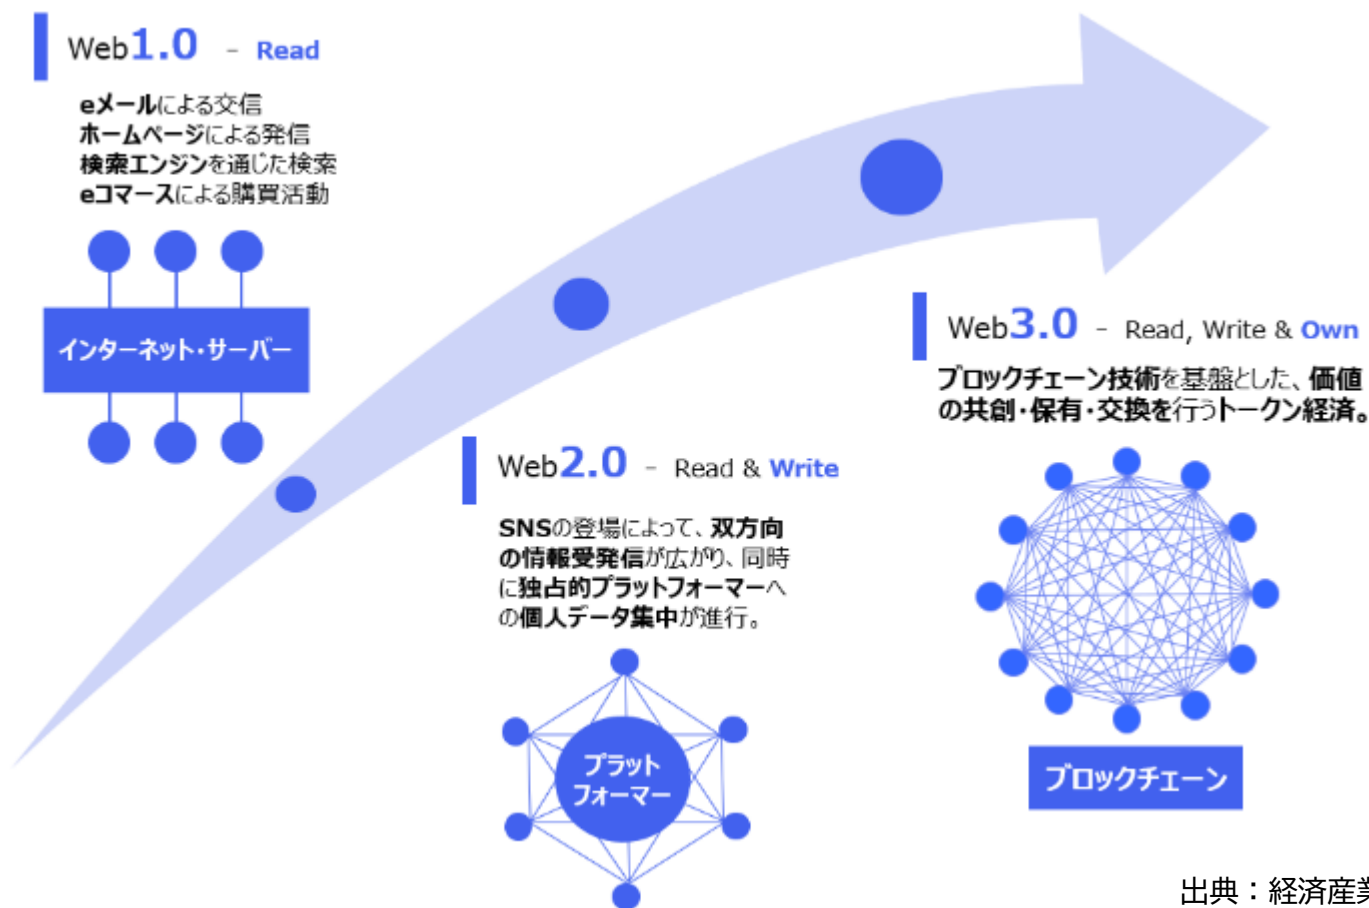 Web1.0 - Read
eメールによる交信
ホームページによる発信
検索エンジンを通じた検索
eコマースによる購買活動
インターネット・サーバー
Web2.0 - Read & Write
SNSの登場によって、双方向
の情報受発信が広がり、同時
に独占的プラットフォーマーへ
の個人データ集中が進行。
プラット
フォーマー
Web3.0 - Read, Write & Own
ブロックチェーン技術を基盤とした、価値
の共創・保有・交換を行うトークン経済。
ブロックチェーン
出典：経済産業